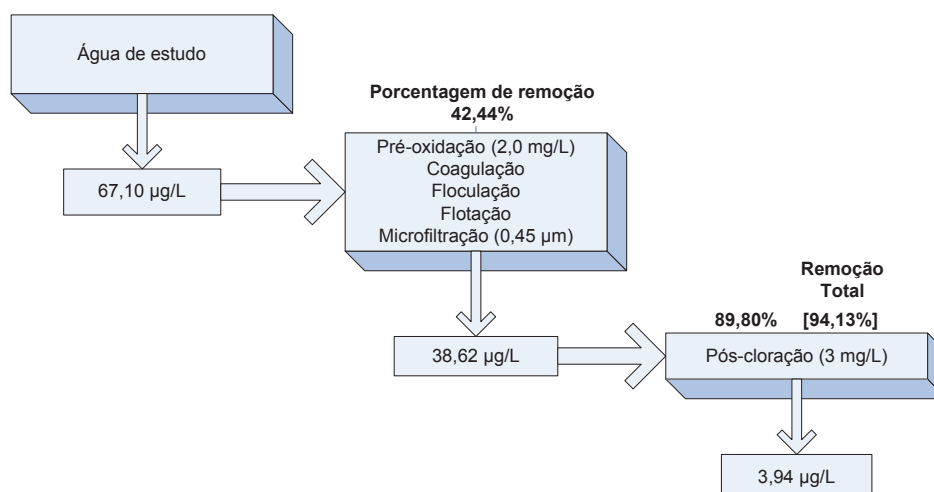 Água de estudo
67,10 µg/L
Porcentagem de remoção
42,44%
Pré-oxidação (2,0 mg/L)
Coagulação
Floculação
Flotação
Microfiltração (0,45 µm)
38,62 µg/L
Remoção
Total
89,80% [94,13%]
Pós-cloração (3 mg/L)
3,94 µg/L